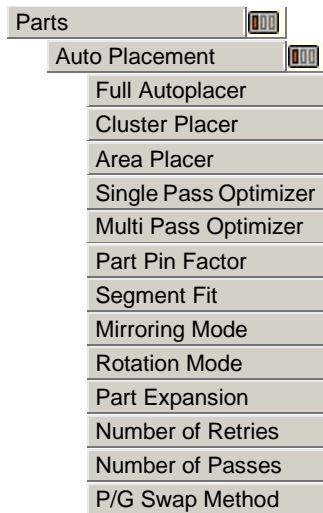 Parts
Auto Placement
Full Autoplacer
Cluster Placer
Area Placer
Single Pass Optimizer
Multi Pass Optimizer
Part Pin Factor
Segment Fit
Mirroring Mode
Rotation Mode
Part Expansion
Number of Retries
Number of Passes
P/G Swap Method